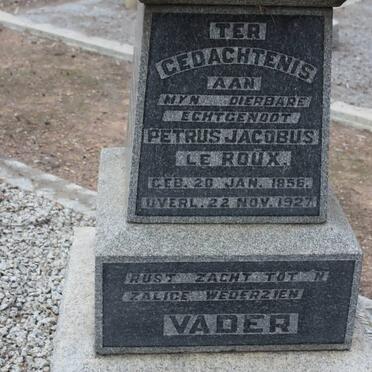 TER
GEDACHTENIS
AAN
MYN DIERBARE
ECHTGENOOT
PETRUS JACOBUS
LE ROUX.
GEB. 20 JAN. 1856.
OVERL. 22 NOV. 1927.
RUST ZACHT TOT 'N
ZALIGE WEDERZIEN
VADER